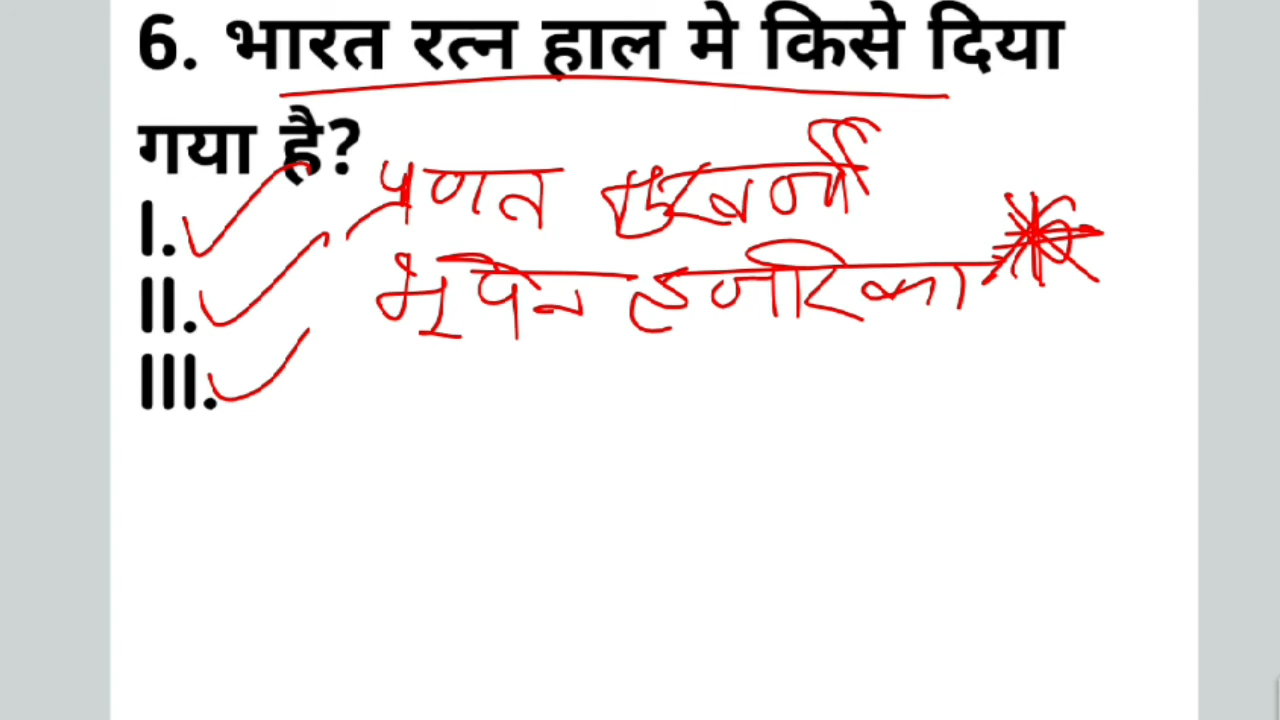 6. भारत रत्न हाल मे किसे दिया
गया है?
I. प्रणव मुखर्जी
II. भूपेन हजारिका
III.